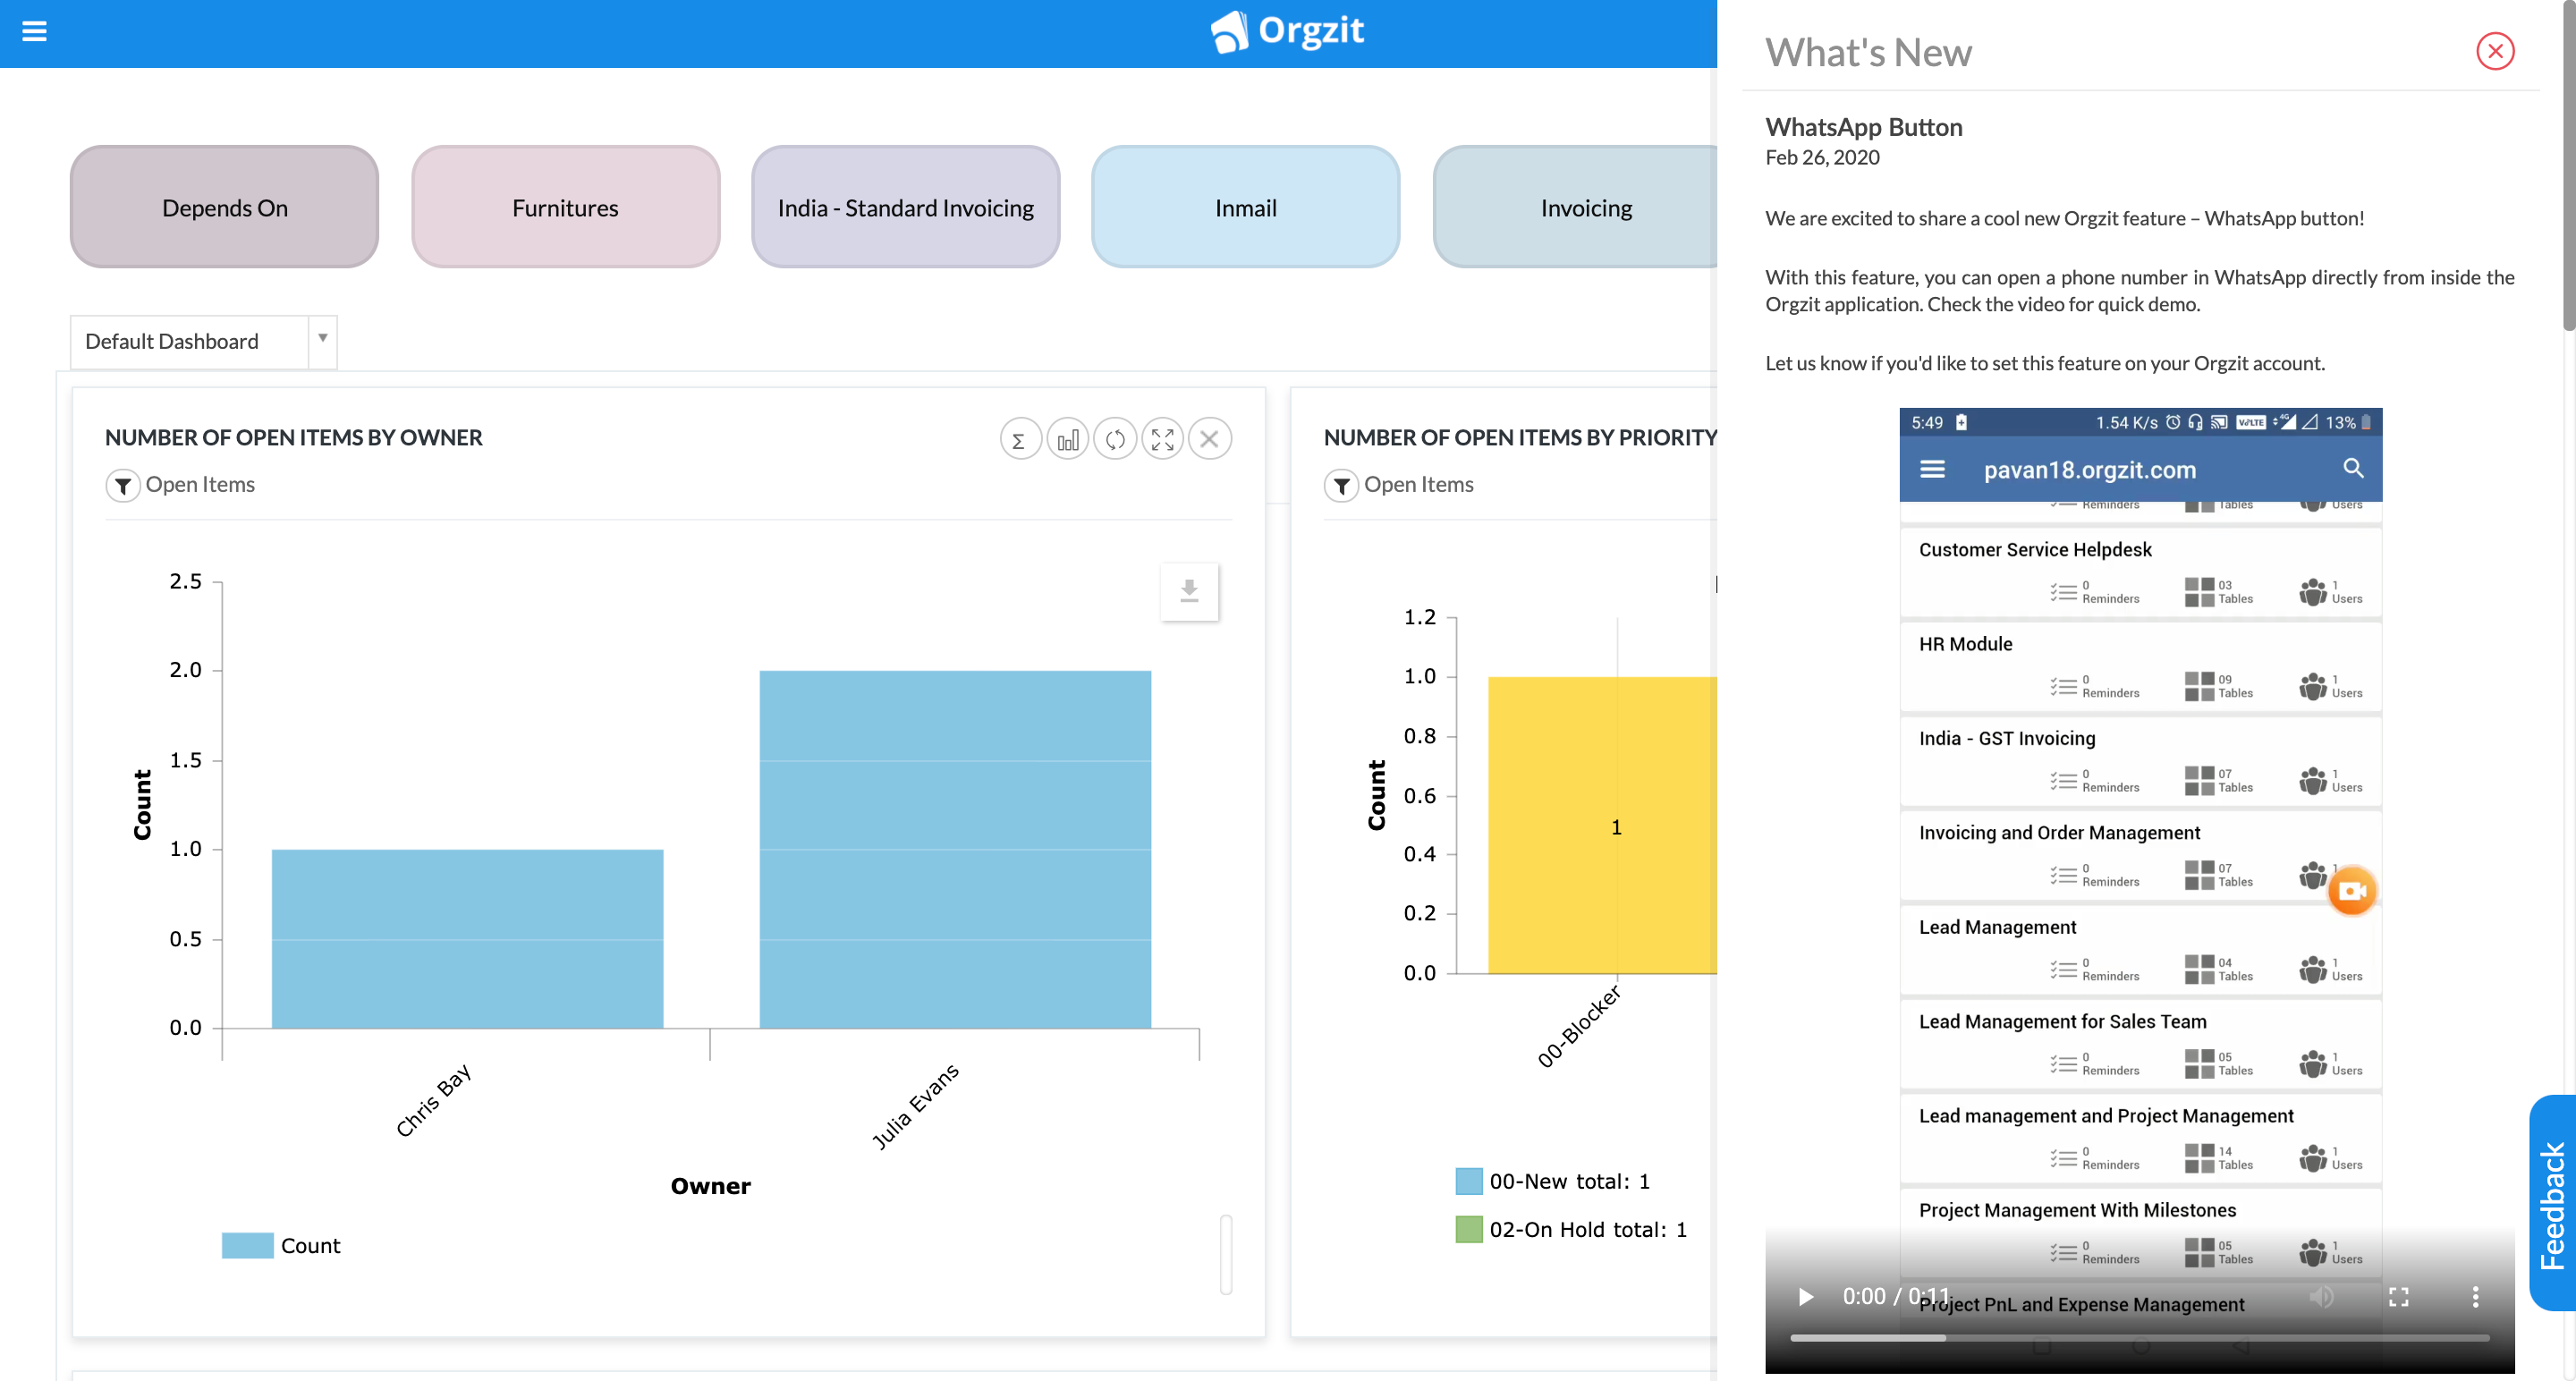 Orgzit
Depends On
Furnitures
India - Standard Invoicing
Inmail
Invoicing
Default Dashboard
NUMBER OF OPEN ITEMS BY OWNER
Σ
Open Items
2.5
2.0
1.5
1.0
0.5
0.0
Count
Chris Bay
Julia Evans
Owner
Count
NUMBER OF OPEN ITEMS BY PRIORITY
Open Items
1.2
1.0
0.8
0.6
0.4
0.2
0.0
Count
1
00-Blocker
00-New total: 1
02-On Hold total: 1
What's New
WhatsApp Button
Feb 26, 2020
We are excited to share a cool new Orgzit feature – WhatsApp button!
With this feature, you can open a phone number in WhatsApp directly from inside the
Orgzit application. Check the video for quick demo.
Let us know if you'd like to set this feature on your Orgzit account.
5:49 1.54 K/s VoLTE 4G 13%
pavan18.orgzit.com
Reminders Tables Users
Customer Service Helpdesk
0 03 1
Reminders Tables Users
HR Module
0 09 1
Reminders Tables Users
India - GST Invoicing
0 07 1
Reminders Tables Users
Invoicing and Order Management
0 07 1
Reminders Tables
Lead Management
0 04 1
Reminders Tables Users
Lead Management for Sales Team
0 05 1
Reminders Tables Users
Lead management and Project Management
0 14 1
Reminders Tables Users
Project Management With Milestones
0 05 1
Reminders Tables Users
0:00 / 0:11
Project PnL and Expense Management
Feedback